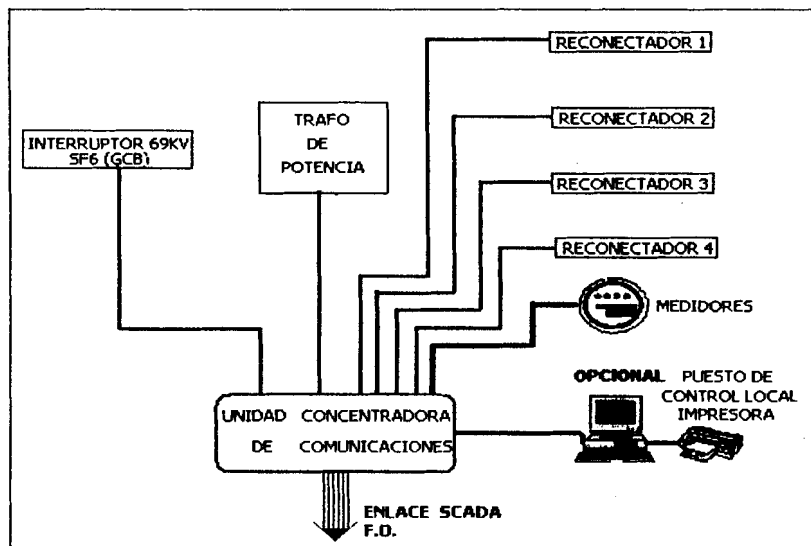 RECONECTADOR 1
TRAFO
DE
POTENCIA
INTERRUPTOR 69KV
SF6 (GCB)
RECONECTADOR 2
RECONECTADOR 3
RECONECTADOR 4
MEDIDORES
OPCIONAL PUESTO DE
CONTROL LOCAL
IMPRESORA
UNIDAD CONCENTRADORA
DE COMUNICACIONES
ENLACE SCADA
F.O.